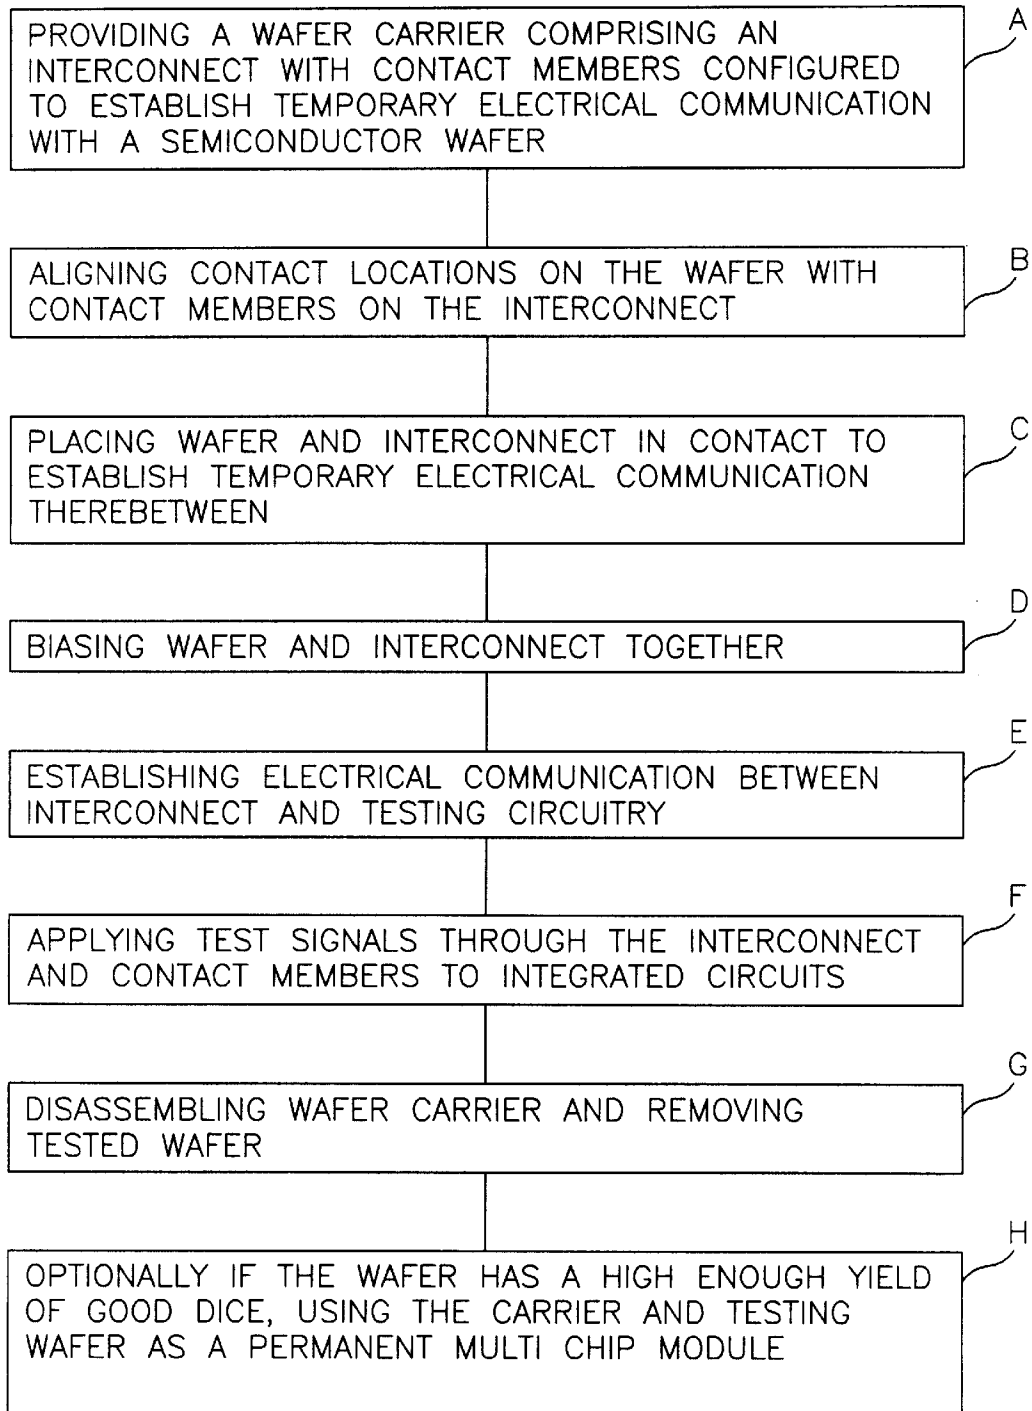 A
PROVIDING A WAFER CARRIER COMPRISING AN
INTERCONNECT WITH CONTACT MEMBERS CONFIGURED
TO ESTABLISH TEMPORARY ELECTRICAL COMMUNICATION
WITH A SEMICONDUCTOR WAFER
B
ALIGNING CONTACT LOCATIONS ON THE WAFER WITH
CONTACT MEMBERS ON THE INTERCONNECT
C
PLACING WAFER AND INTERCONNECT IN CONTACT TO
ESTABLISH TEMPORARY ELECTRICAL COMMUNICATION
THEREBETWEEN
D
BIASING WAFER AND INTERCONNECT TOGETHER
E
ESTABLISHING ELECTRICAL COMMUNICATION BETWEEN
INTERCONNECT AND TESTING CIRCUITRY
F
APPLYING TEST SIGNALS THROUGH THE INTERCONNECT
AND CONTACT MEMBERS TO INTEGRATED CIRCUITS
G
DISASSEMBLING WAFER CARRIER AND REMOVING
TESTED WAFER
H
OPTIONALLY IF THE WAFER HAS A HIGH ENOUGH YIELD
OF GOOD DICE, USING THE CARRIER AND TESTING
WAFER AS A PERMANENT MULTI CHIP MODULE